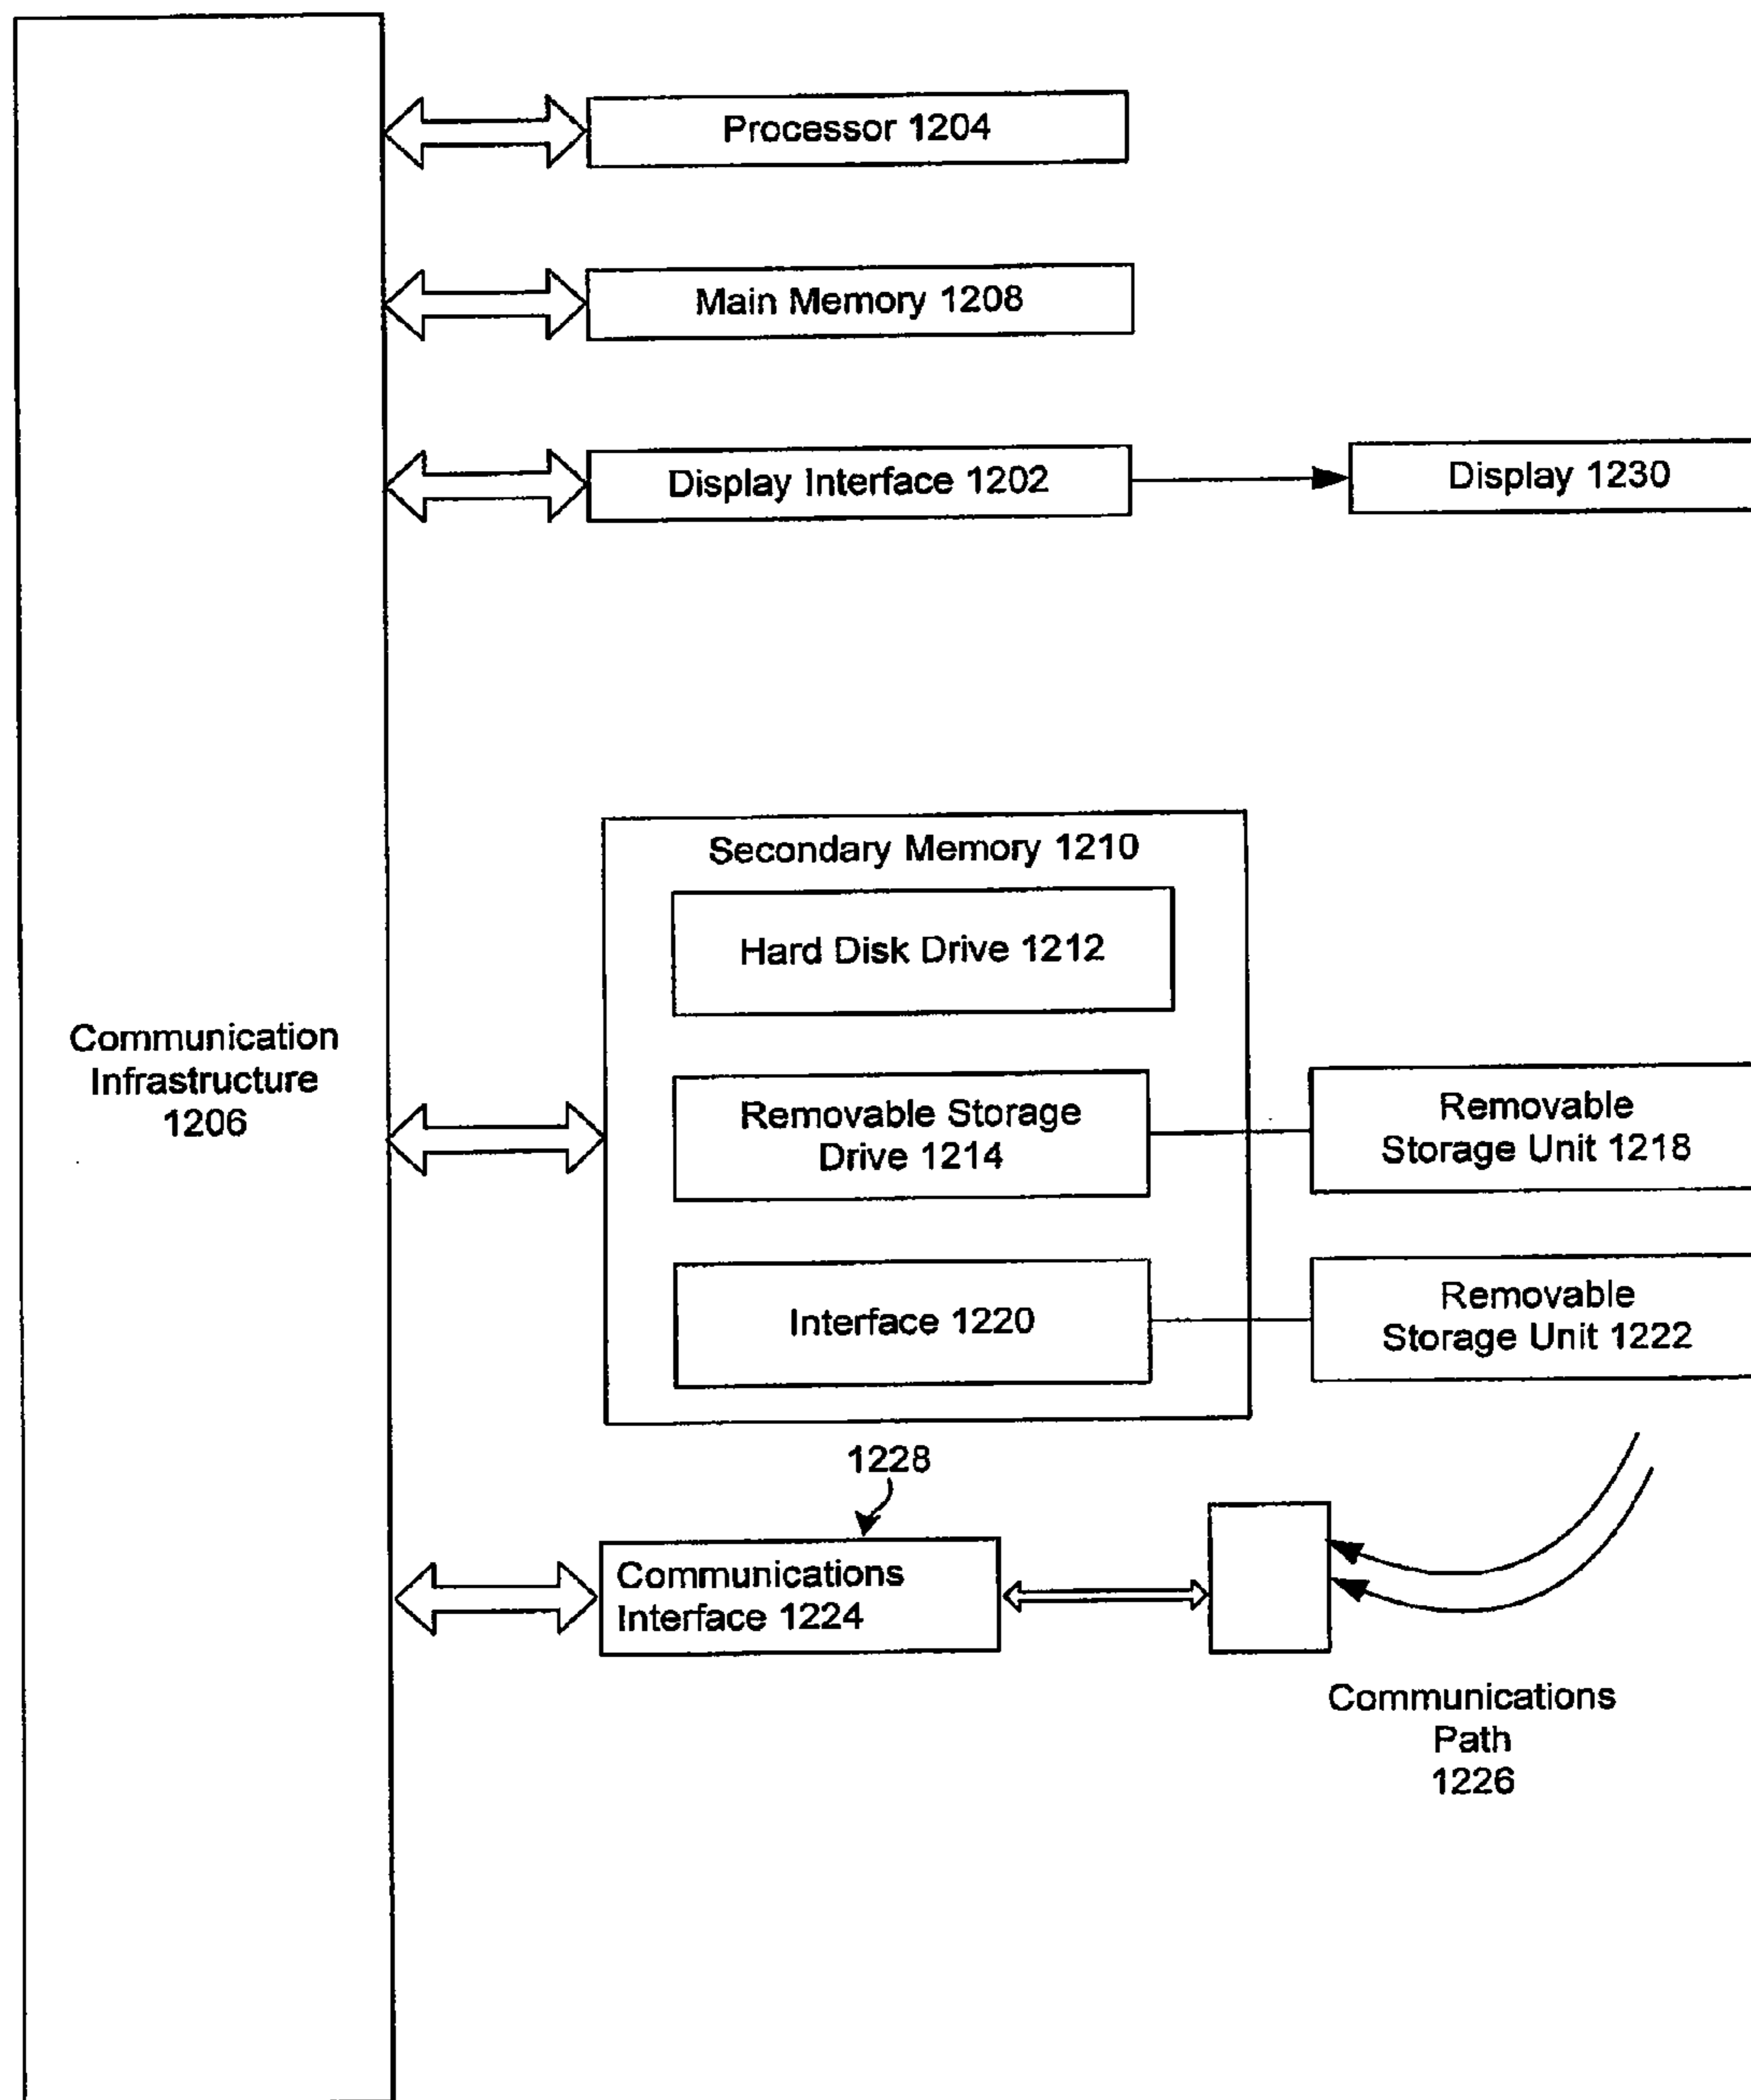 Processor 1204
Main Memory 1208
Display Interface 1202
Display 1230
Secondary Memory 1210
Hard Disk Drive 1212
Communication
Infrastructure
1206
Removable Storage
Drive 1214
Removable
Storage Unit 1218
Interface 1220
Removable
Storage Unit 1222
1228
Communications
Interface 1224
Communications
Path
1226